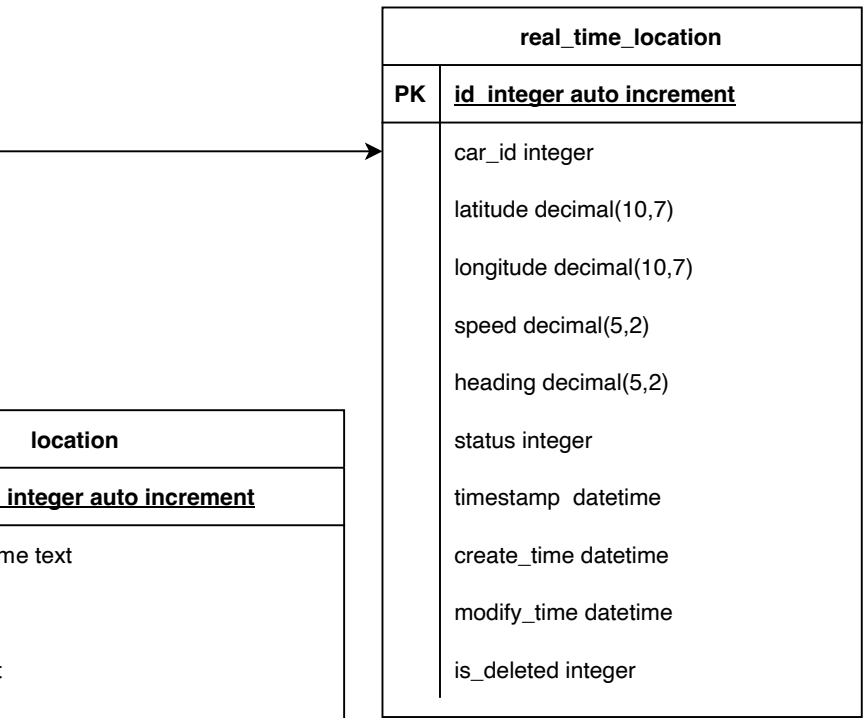 real_time_location
PK id integer auto increment
car_id integer
latitude decimal(10,7)
longitude decimal(10,7)
speed decimal(5,2)
heading decimal(5,2)
status integer
timestamp datetime
create_time datetime
modify_time datetime
is_deleted integer
location
integer auto increment
text